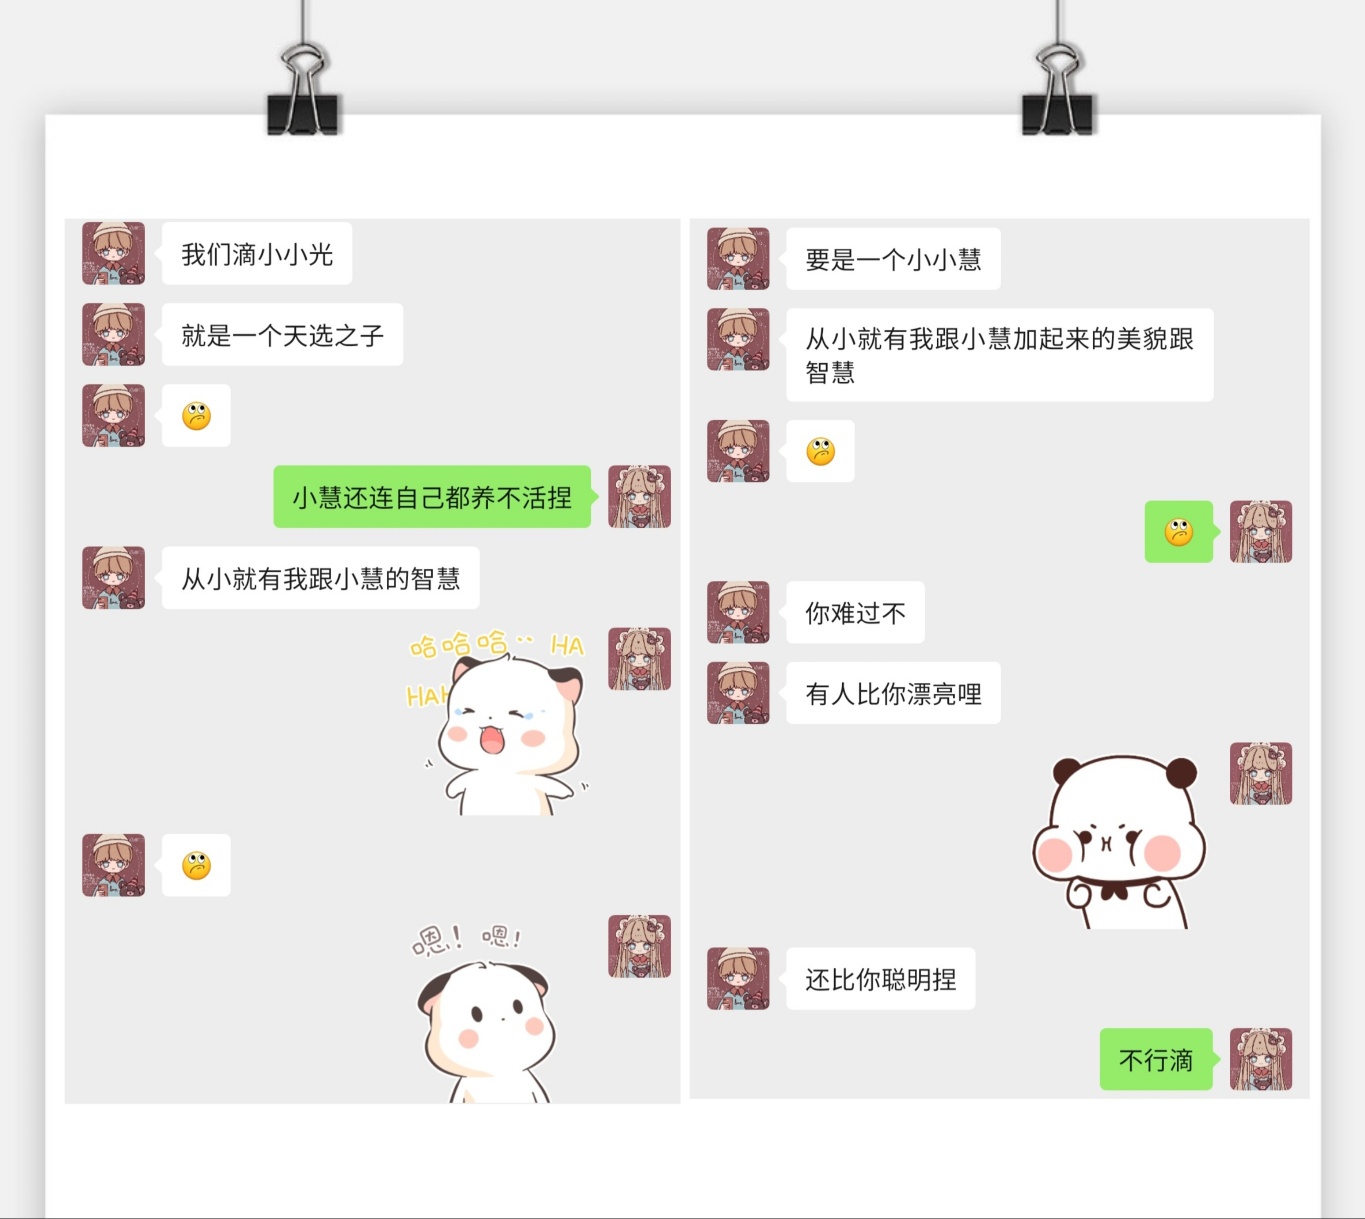 我们滴小小光
就是一个天选之子
小慧还连自己都养不活捏
从小就有我跟小慧的智慧
哈哈哈·· HA
HAH
嗯！嗯！
要是一个小小慧
从小就有我跟小慧加起来的美貌跟
智慧
你难过不
有人比你漂亮哩
还比你聪明捏
不行滴